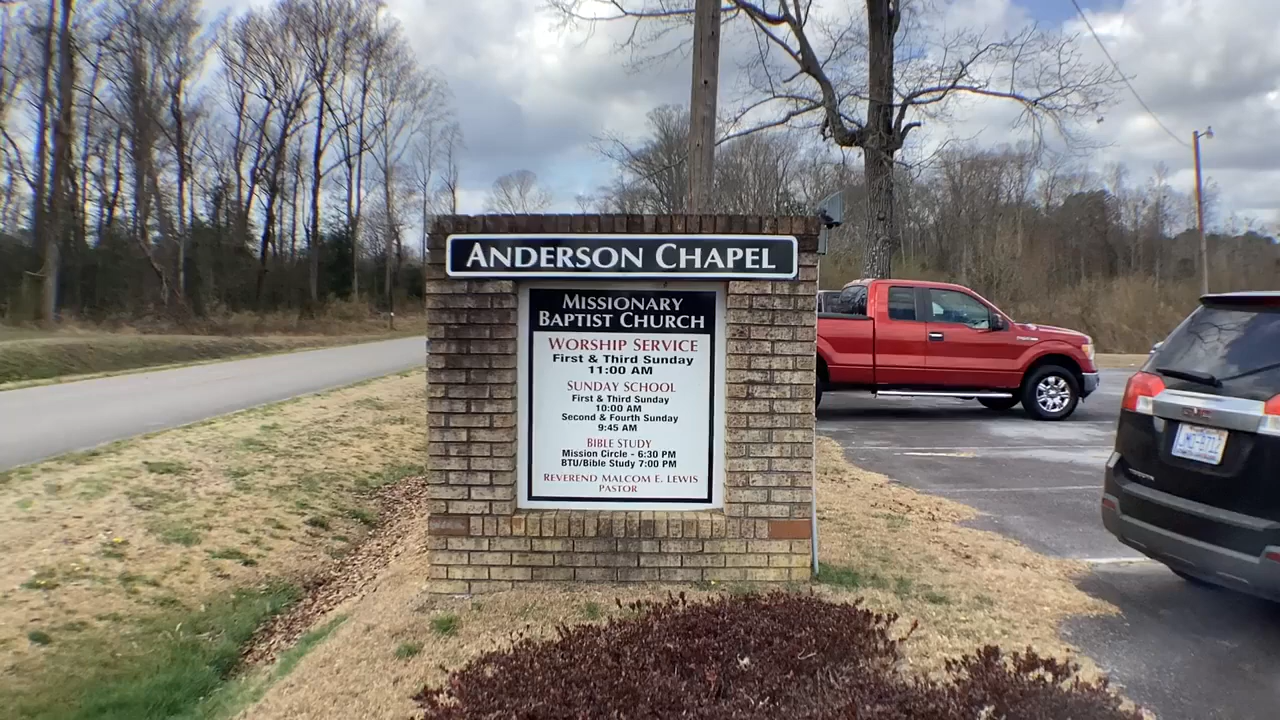 ANDERSON CHAPEL
MISSIONARY
BAPTIST CHURCH
WORSHIP SERVICE
First & Third Sunday
11:00 AM
SUNDAY SCHOOL
First & Third Sunday
10:00 AM
Second & Fourth Sunday
9:45 AM
BIBLE STUDY
Mission Circle - 6:30 PM
BTU/Bible Study 7:00 PM
REVEREND MALCOM E. LEWIS
PASTOR
GMC